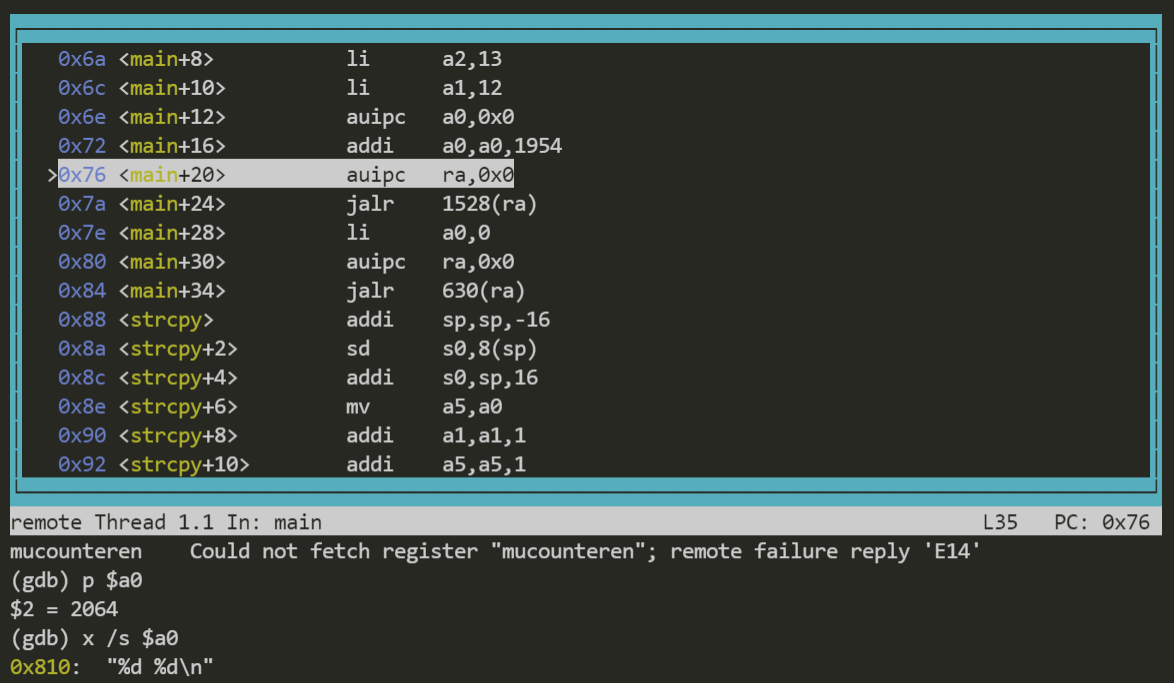 0x6a <main+8> li a2,13
0x6c <main+10> li a1,12
0x6e <main+12> auipc a0,0x0
0x72 <main+16> addi a0,a0,1954
>0x76 <main+20> auipc ra,0x0
0x7a <main+24> jalr 1528(ra)
0x7e <main+28> li a0,0
0x80 <main+30> auipc ra,0x0
0x84 <main+34> jalr 630(ra)
0x88 <strcpy> addi sp,sp,-16
0x8a <strcpy+2> sd s0,8(sp)
0x8c <strcpy+4> addi s0,sp,16
0x8e <strcpy+6> mv a5,a0
0x90 <strcpy+8> addi a1,a1,1
0x92 <strcpy+10> addi a5,a5,1
remote Thread 1.1 In: main L35 PC: 0x76
mucounteren Could not fetch register "mucounteren"; remote failure reply 'E14'
(gdb) p $a0
$2 = 2064
(gdb) x /s $a0
0x810: "%d %d\n"